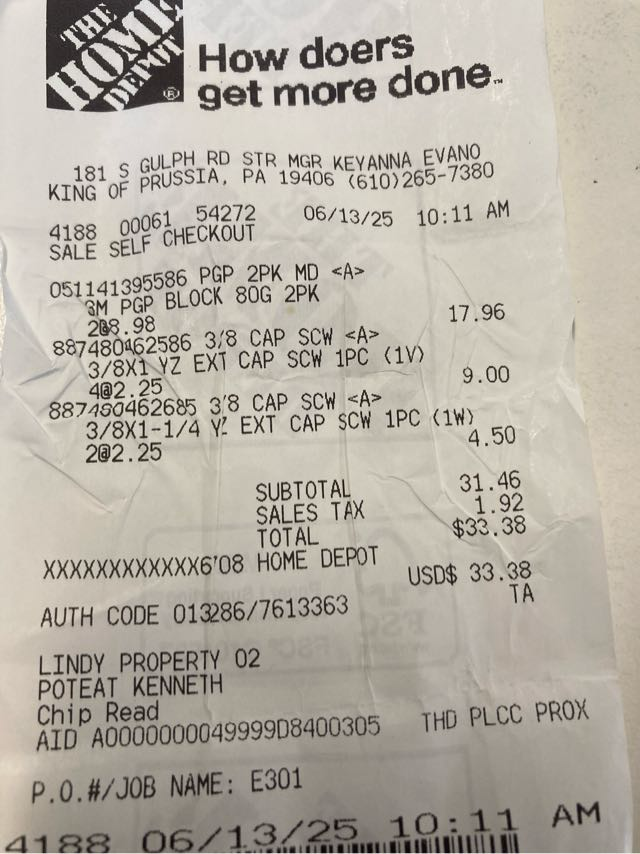 THE
HOME
DEPOT
®
How doers
get more done.™
181 S GULPH RD STR MGR KEYANNA EVANO
KING OF PRUSSIA, PA 19406 (610)265-7380
4188 00061 54272 06/13/25 10:11 AM
SALE SELF CHECKOUT
051141395586 PGP 2PK MD <A>
3M PGP BLOCK 80G 2PK
2@8.98 17.96
887480462586 3/8 CAP SCW <A>
3/8X1 YZ EXT CAP SCW 1PC (1V)
4@2.25 9.00
887480462685 3/8 CAP SCW <A>
3/8X1-1/4 YZ EXT CAP SCW 1PC (1W)
2@2.25 4.50
SUBTOTAL 31.46
SALES TAX 1.92
TOTAL $33.38
HOME DEPOT
USD$ 33.38
AUTH CODE 013286/7613363 TA
LINDY PROPERTY 02
POTEAT KENNETH
Chip Read
AID A0000000049999D8400305 THD PLCC PROX
P.O.#/JOB NAME: E301
4188 06/13/25 10:11 AM